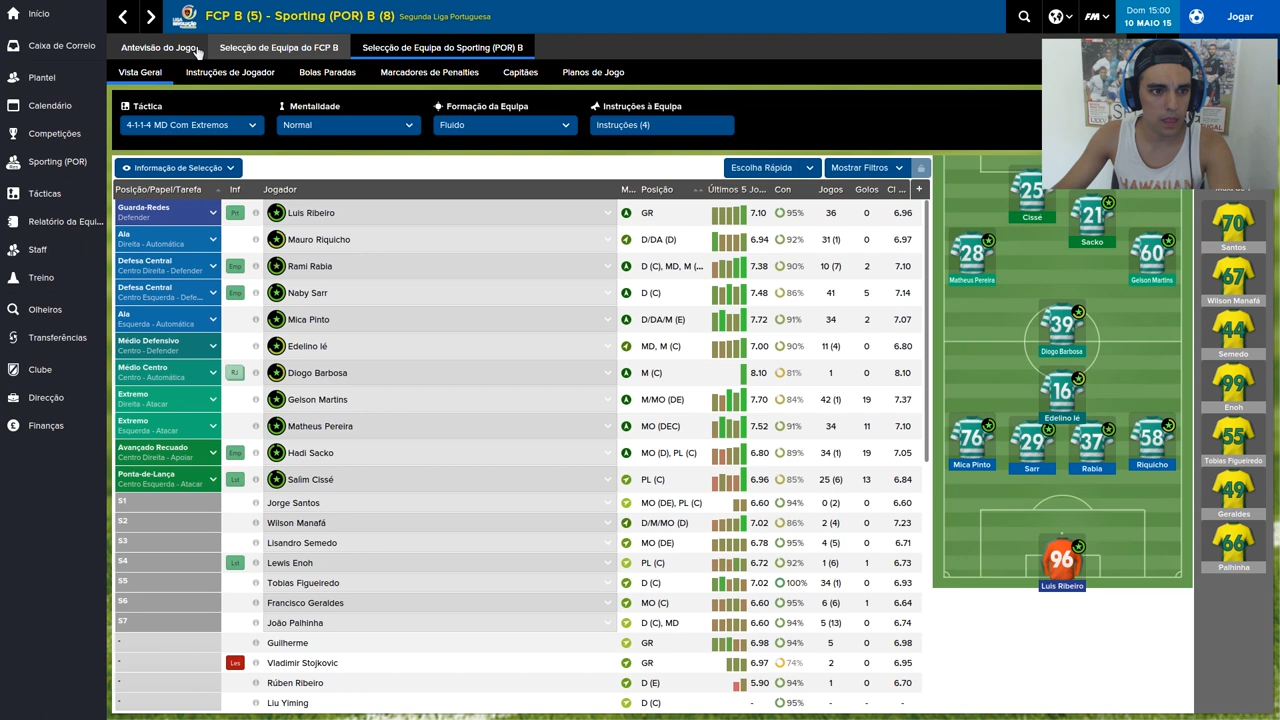 Início
Caixa de Correio
Plantel
Calendário
Competições
Sporting (POR)
Tácticas
Relatório da Equi...
Staff
Treino
Olheiros
Transferências
Clube
Direcção
Finanças
FCP B (5) - Sporting (POR) B (8) Segunda Liga Portuguesa
FM
Dom 15:00
10 MAIO 15
Jogar
Antevisão do Jogo
Selecção de Equipa do FCP B
Selecção de Equipa do Sporting (POR) B
Vista Geral
Instruções de Jogador
Bolas Paradas
Marcadores de Penalties
Capitães
Planos de Jogo
Táctica
Mentalidade
Formação da Equipa
Instruções à Equipa
4-1-1-4 MD Com Extremos
Normal
Fluido
Instruções (4)
Informação de Selecção
Escolha Rápida
Mostrar Filtros
Posição/Papel/Tarefa Inf Jogador M... Posição Últimos 5 Jo... Con Jogos Golos Cl ... +
Guarda-Redes
Defender
Prt Luis Ribeiro GR 7.10 95% 36 0 6.96
Ala
Direita - Automática
Mauro Riquicho D/DA (D) 6.94 92% 31 (1) 0 6.97
Defesa Central
Centro Direita - Defender
Emp Rami Rabia D (C), MD, M (... 7.38 90% 10 (7) 2 7.10
Defesa Central
Centro Esquerda - Defe...
Emp Naby Sarr D (C) 7.48 86% 41 5 7.14
Ala
Esquerda - Automática
Mica Pinto D/DA/M (E) 7.72 91% 34 2 7.07
Médio Defensivo
Centro - Defender
Edelino Ié MD, M (C) 7.00 90% 11 (4) 0 6.80
Médio Centro
Centro - Automática
RJ Diogo Barbosa M (C) 8.10 81% 1 0 8.10
Extremo
Direita - Atacar
Gelson Martins M/MO (DE) 7.70 84% 42 (1) 19 7.37
Extremo
Esquerda - Atacar
Matheus Pereira MO (DEC) 7.52 91% 34 11 7.10
Avançado Recuado
Centro Direita - Apoiar
Emp Hadi Sacko MO (D), PL (C) 6.80 89% 34 (1) 19 7.05
Ponta-de-Lança
Centro Esquerda - Atacar
Lst Salim Cissé PL (C) 6.96 85% 25 (6) 13 6.84
S1 Jorge Santos MO (DE), PL (C) 6.60 94% 0 (2) 0 6.60
S2 Wilson Manafá D/M/MO (D) 7.02 86% 2 (4) 0 7.23
S3 Lisandro Semedo MO (DE) 6.78 95% 4 (5) 0 6.71
S4 Lst Lewis Enoh PL (C) 6.72 92% 1 (6) 1 6.73
S5 Tobias Figueiredo D (C) 7.02 100% 34 (1) 0 6.93
S6 Francisco Geraldes MO (C) 6.60 95% 6 (6) 1 6.64
S7 João Palhinha D (C), MD 6.60 94% 5 (13) 0 6.74
- Guilherme GR 6.98 94% 5 0 6.98
- Les Vladimir Stojkovic GR 6.97 74% 2 0 6.95
- Rúben Ribeiro D (E) 5.90 94% 1 0 6.70
- Liu Yiming D (C) - 95% - - -
25
Cissé
21
Sacko
28
Matheus Pereira
60
Gelson Martins
39
Diogo Barbosa
16
Edelino Ié
76
Mica Pinto
29
Sarr
37
Rabia
58
Riquicho
96
Luis Ribeiro
70
Santos
67
Wilson Manafá
44
Semedo
99
Enoh
55
Tobias Figueiredo
49
Geraldes
66
Palhinha